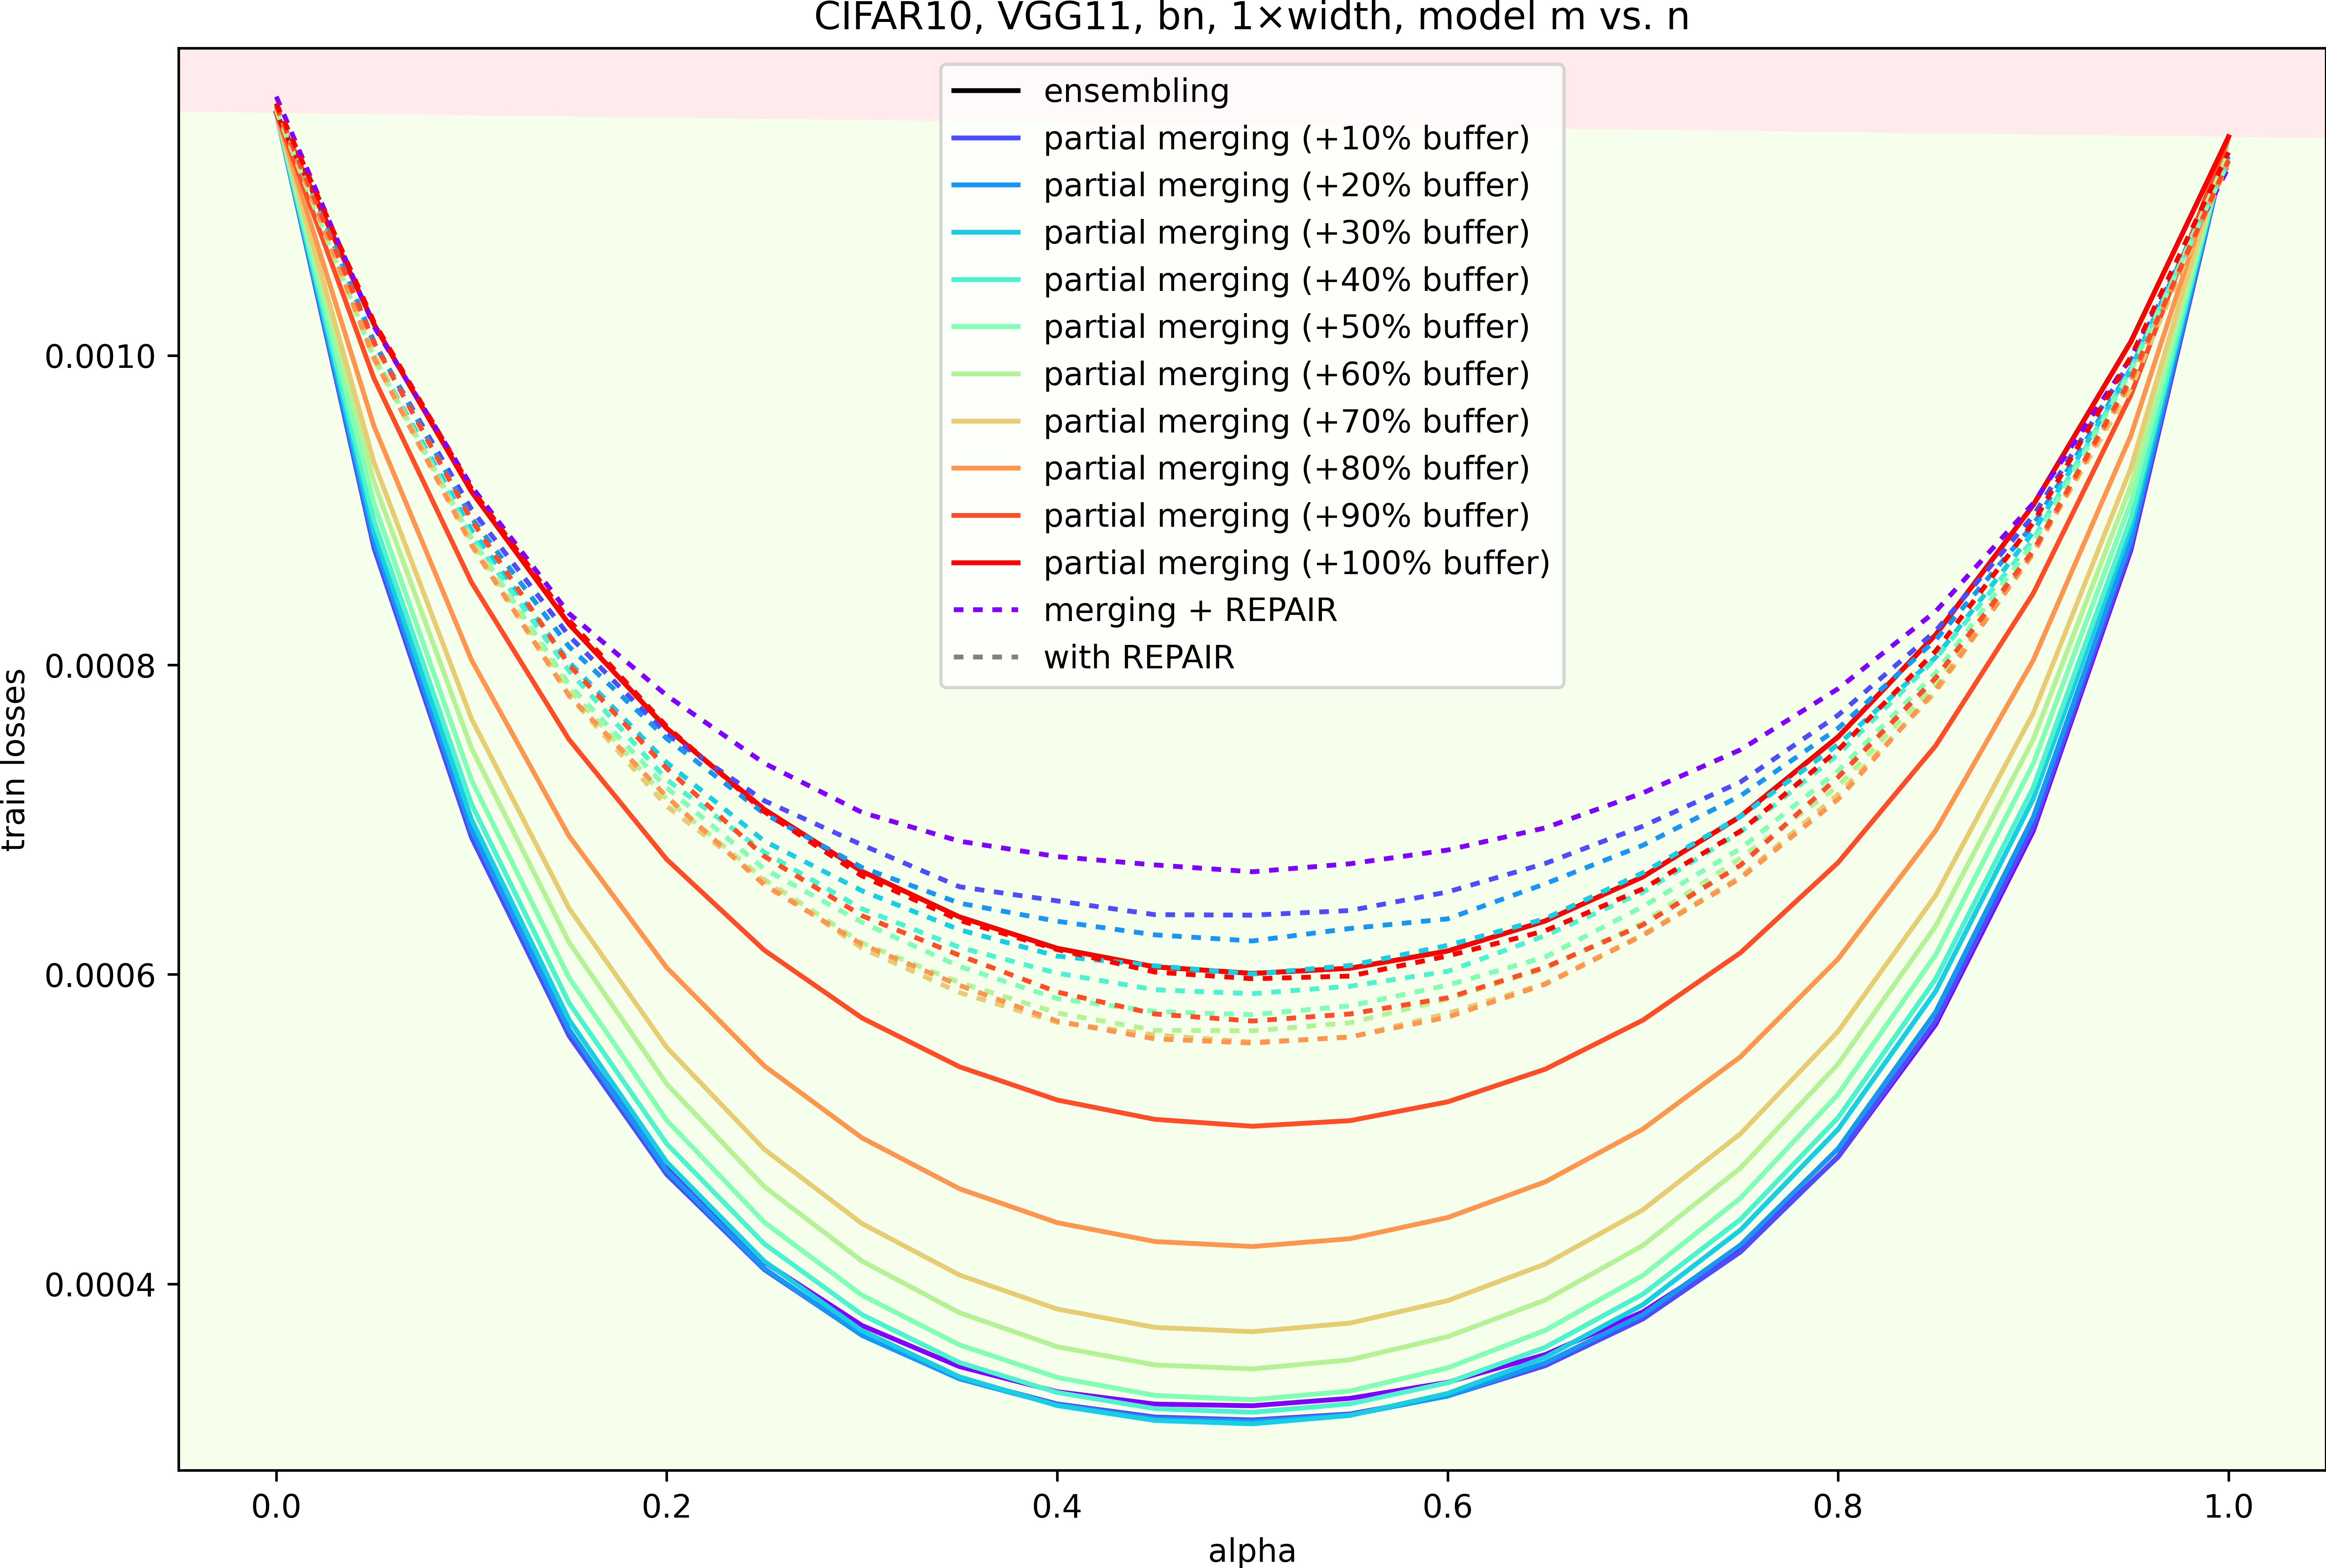 CIFAR10, VGG11, bn, 1×width, model m vs. n
ensembling
partial merging (+10% buffer)
partial merging (+20% buffer)
partial merging (+30% buffer)
partial merging (+40% buffer)
partial merging (+50% buffer)
partial merging (+60% buffer)
partial merging (+70% buffer)
partial merging (+80% buffer)
partial merging (+90% buffer)
partial merging (+100% buffer)
merging + REPAIR
with REPAIR
train losses
0.0010
0.0008
0.0006
0.0004
0.0 0.2 0.4 0.6 0.8 1.0
alpha